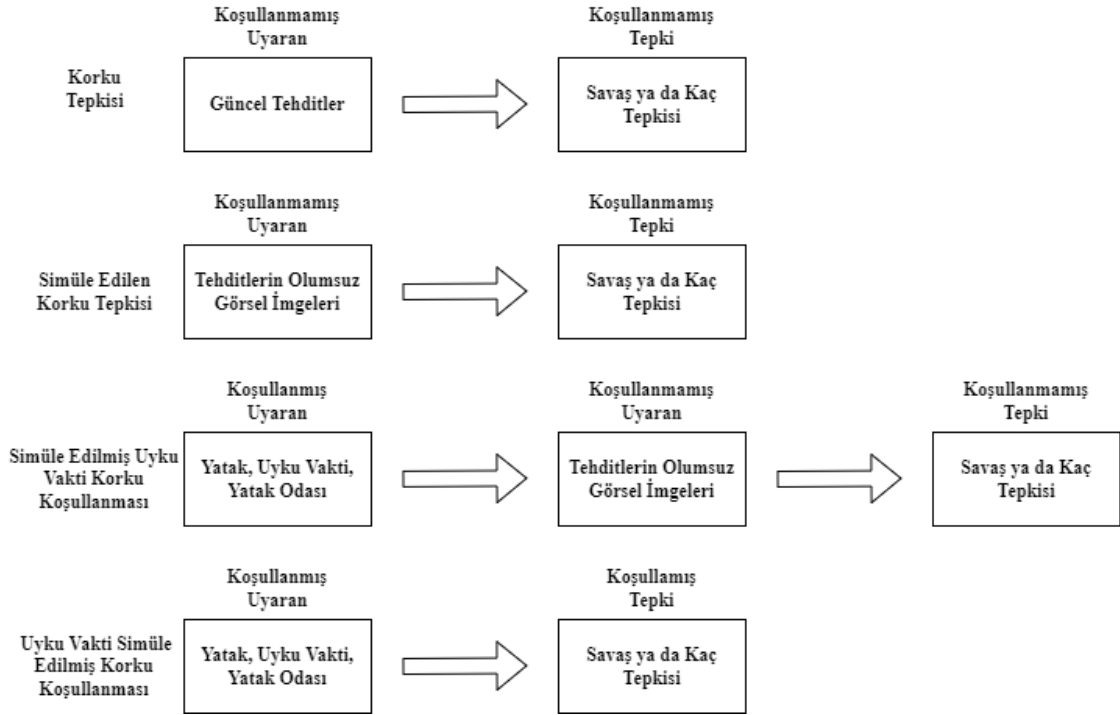 Koşullanmamış
Uyaran
Koşullanmamış
Tepki
Korku
Tepkisi
Güncel Tehditler
Savaş ya da Kaç
Tepkisi
Koşullanmamış
Uyaran
Koşullanmamış
Tepki
Simüle Edilen
Korku Tepkisi
Tehditlerin Olumsuz
Görsel İmgeleri
Savaş ya da Kaç
Tepkisi
Koşullanmış
Uyaran
Koşullanmamış
Uyaran
Koşullanmamış
Tepki
Simüle Edilmiş Uyku
Vakti Korku
Koşullanması
Yatak, Uyku Vakti,
Yatak Odası
Tehditlerin Olumsuz
Görsel İmgeleri
Savaş ya da Kaç
Tepkisi
Koşullanmış
Uyaran
Koşullamış
Tepki
Uyku Vakti Simüle
Edilmiş Korku
Koşullanması
Yatak, Uyku Vakti,
Yatak Odası
Savaş ya da Kaç
Tepkisi